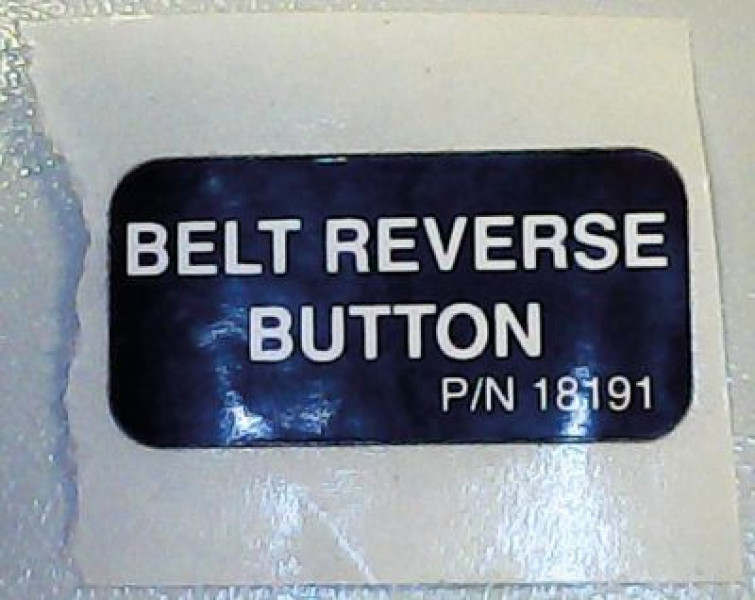 BELT REVERSE
BUTTON
P/N 18191